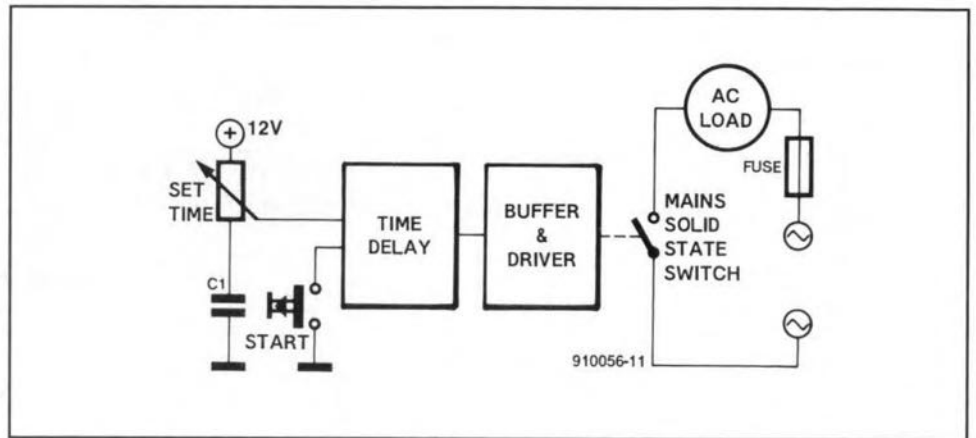 12V
SET
TIME
C1
START
TIME
DELAY
BUFFER
&
DRIVER
AC
LOAD
FUSE
MAINS
SOLID
STATE
SWITCH
910056-11